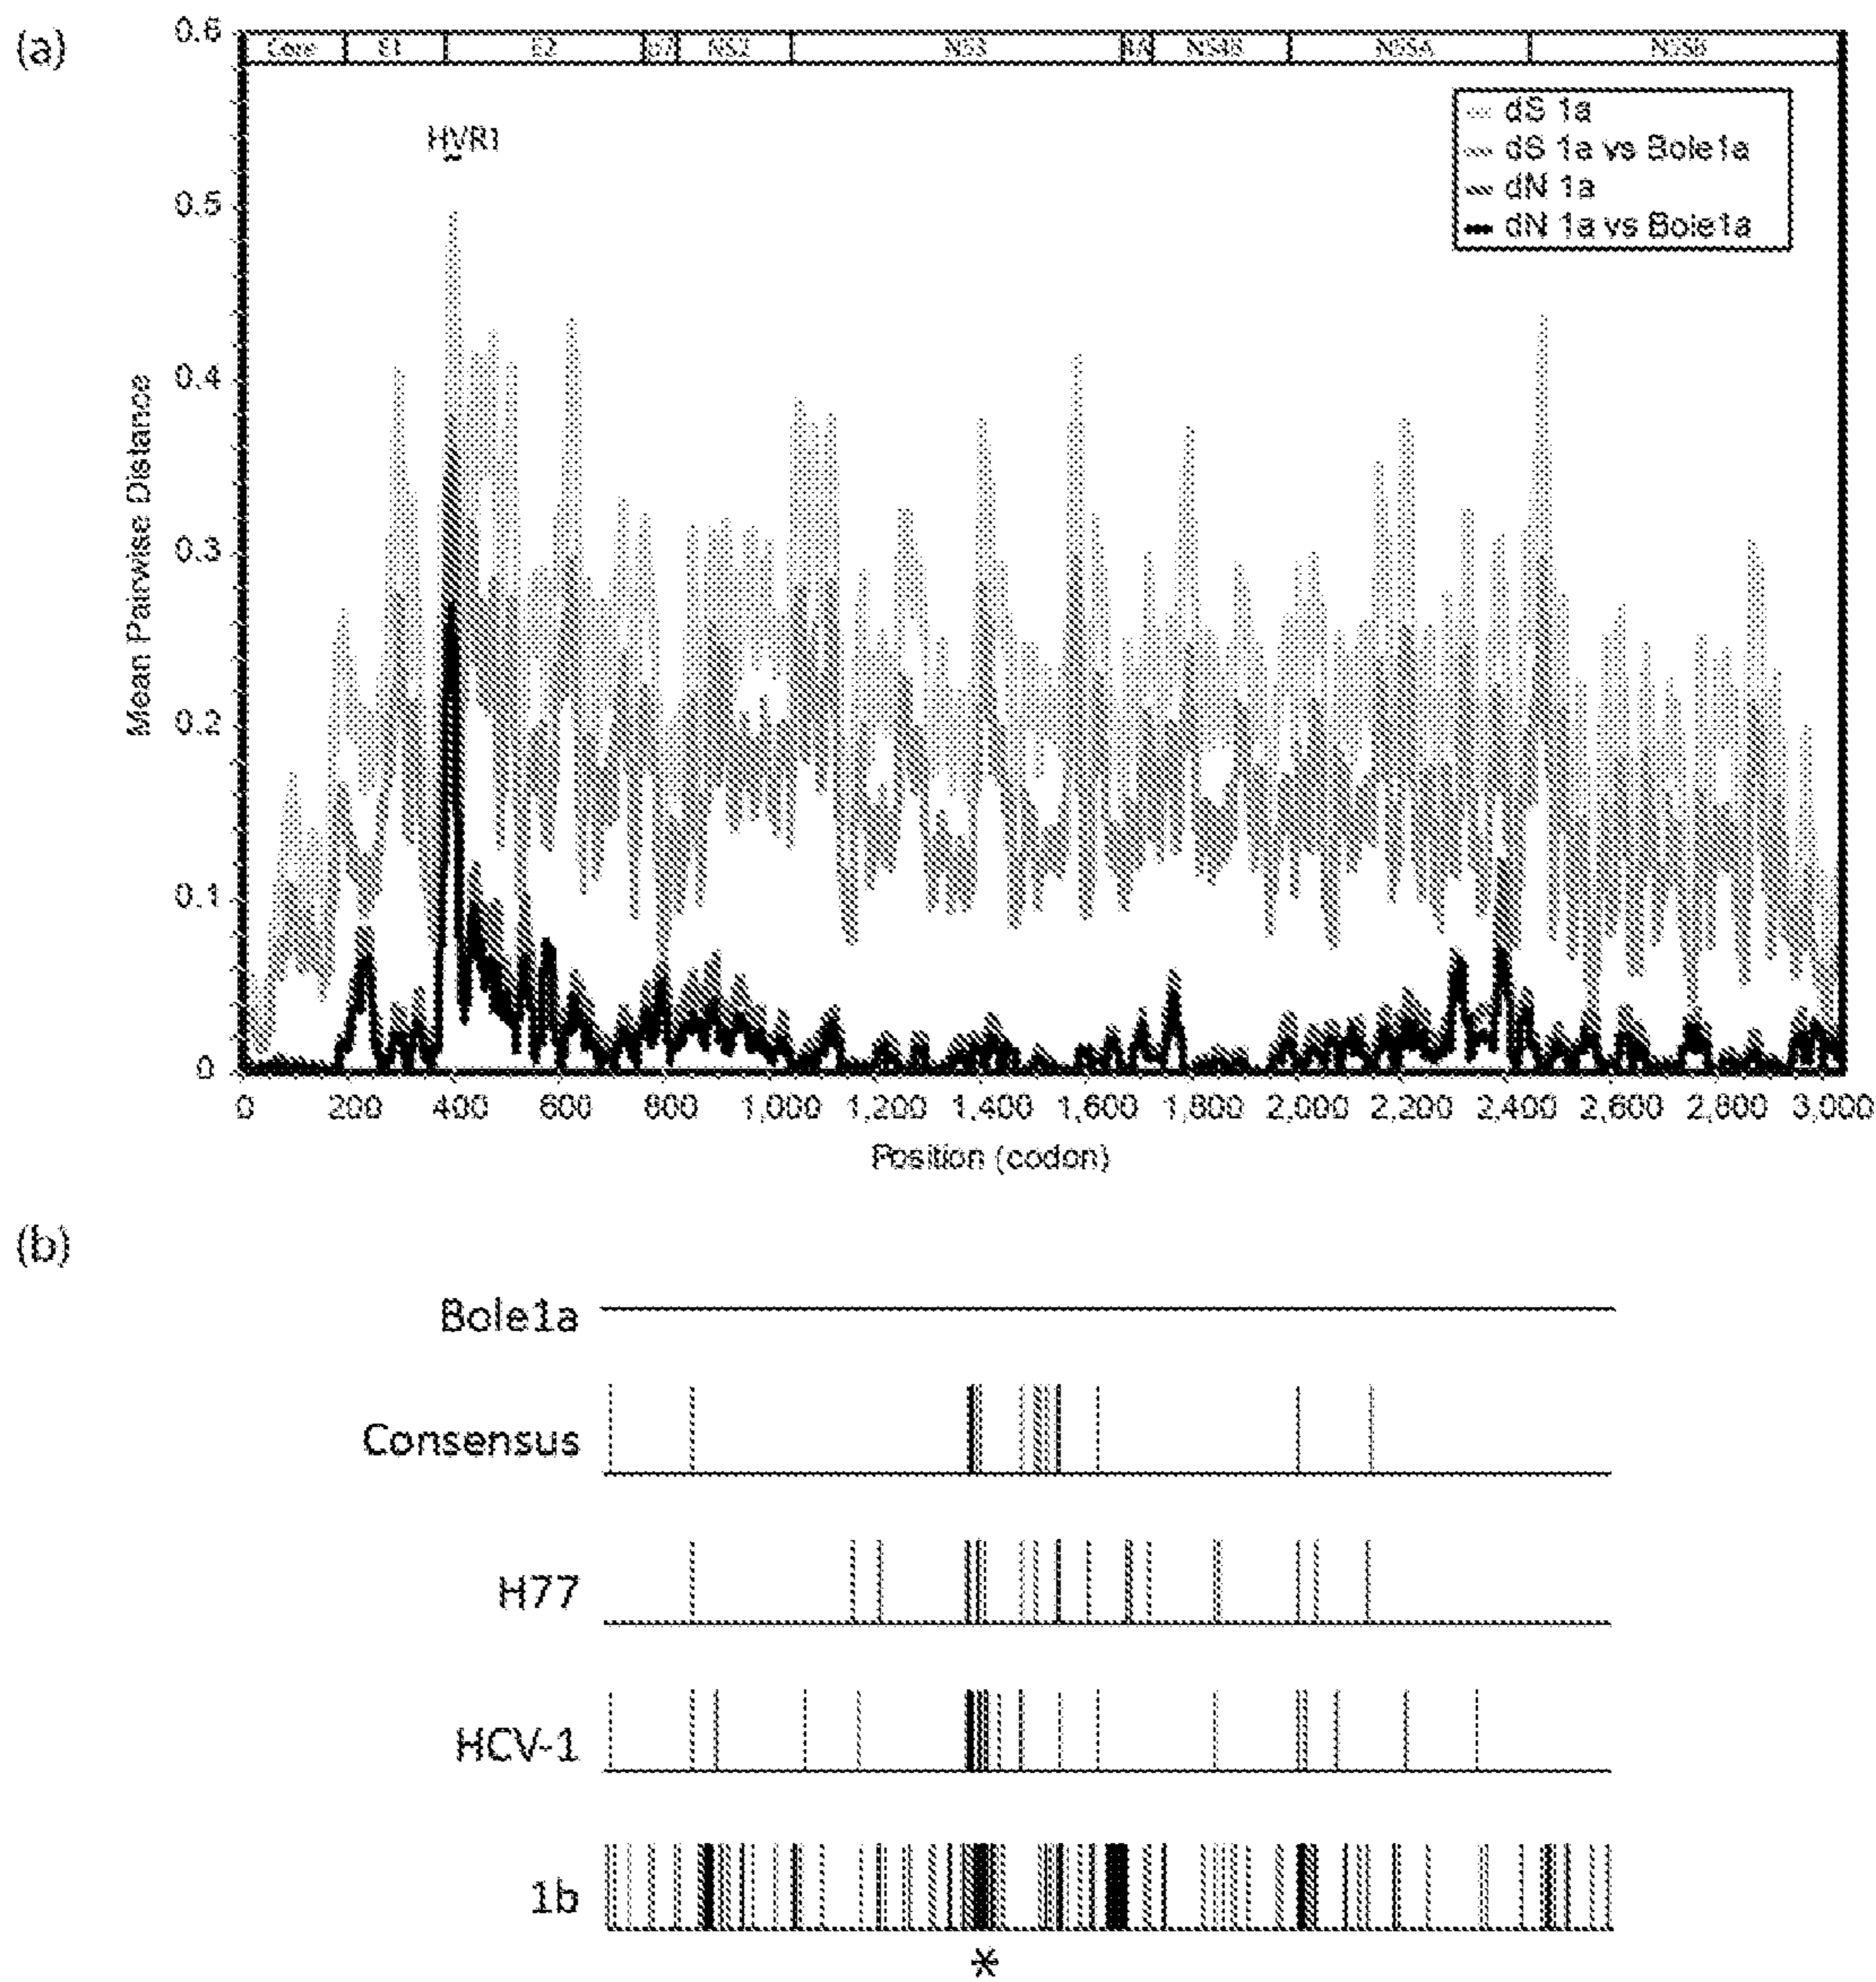 (a)
0.6
Core E1 E2 p7 NS2 NS3 4A NS4B NS5A NS5B
dS 1a
dS 1a vs Bole1a
dN 1a
dN 1a vs Bole1a
HVR1
0.5
0.4
0.3
0.2
0.1
0
Mean Pairwise Distance
0 200 400 600 800 1,000 1,200 1,400 1,600 1,800 2,000 2,200 2,400 2,600 2,800 3,000
Position (codon)
(b)
Bole1a
Consensus
H77
HCV-1
1b
*